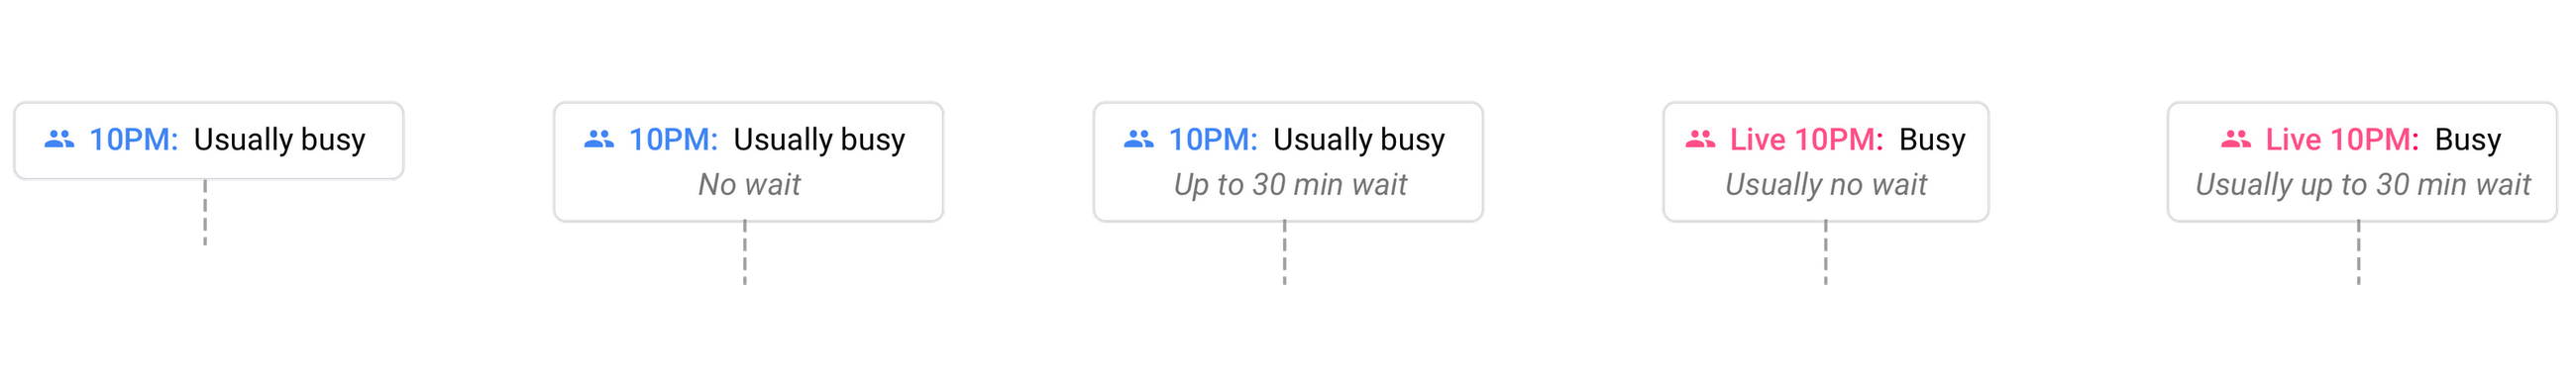 10PM: Usually busy
10PM: Usually busy
No wait
10PM: Usually busy
Up to 30 min wait
Live 10PM: Busy
Usually no wait
Live 10PM: Busy
Usually up to 30 min wait